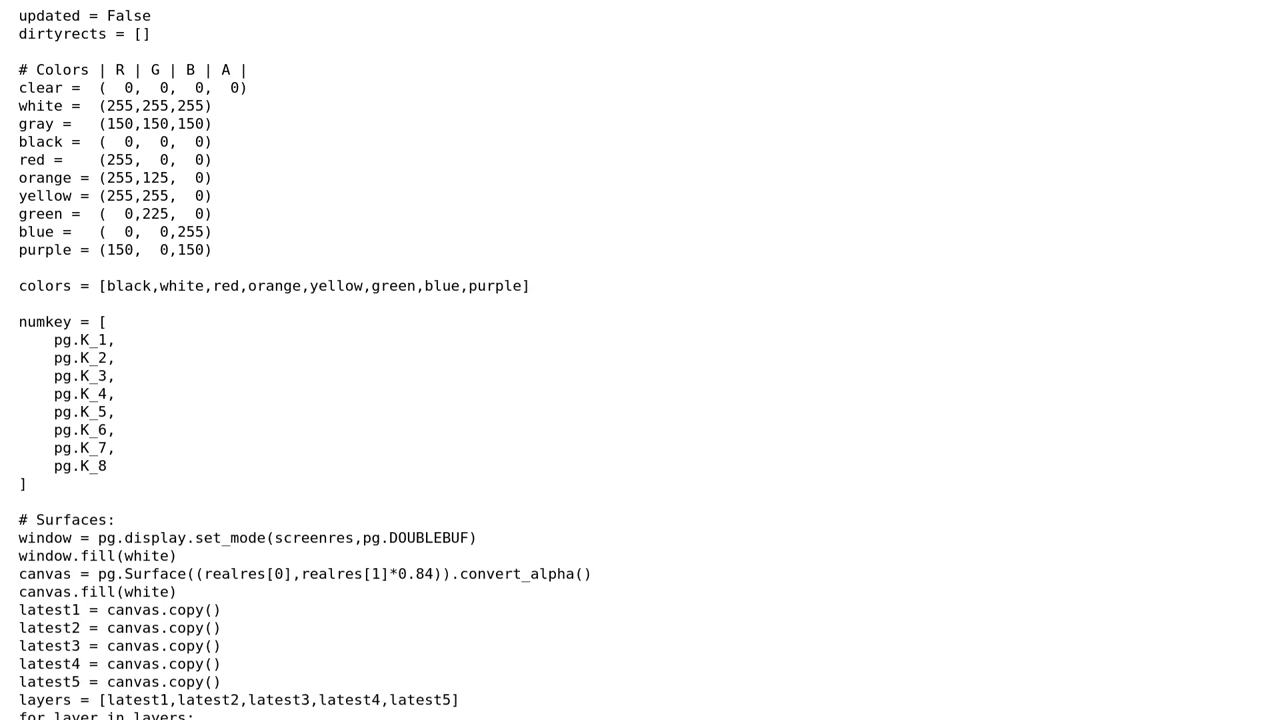 updated = False
dirtyrects = []

# Colors | R | G | B | A |
clear =  (  0,  0,  0,  0)
white =  (255,255,255)
gray =   (150,150,150)
black =  (  0,  0,  0)
red =    (255,  0,  0)
orange = (255,125,  0)
yellow = (255,255,  0)
green =  (  0,225,  0)
blue =   (  0,  0,255)
purple = (150,  0,150)

colors = [black,white,red,orange,yellow,green,blue,purple]

numkey = [
    pg.K_1,
    pg.K_2,
    pg.K_3,
    pg.K_4,
    pg.K_5,
    pg.K_6,
    pg.K_7,
    pg.K_8
]

# Surfaces:
window = pg.display.set_mode(screenres,pg.DOUBLEBUF)
window.fill(white)
canvas = pg.Surface((realres[0],realres[1]*0.84)).convert_alpha()
canvas.fill(white)
latest1 = canvas.copy()
latest2 = canvas.copy()
latest3 = canvas.copy()
latest4 = canvas.copy()
latest5 = canvas.copy()
layers = [latest1,latest2,latest3,latest4,latest5]
for layer in layers: